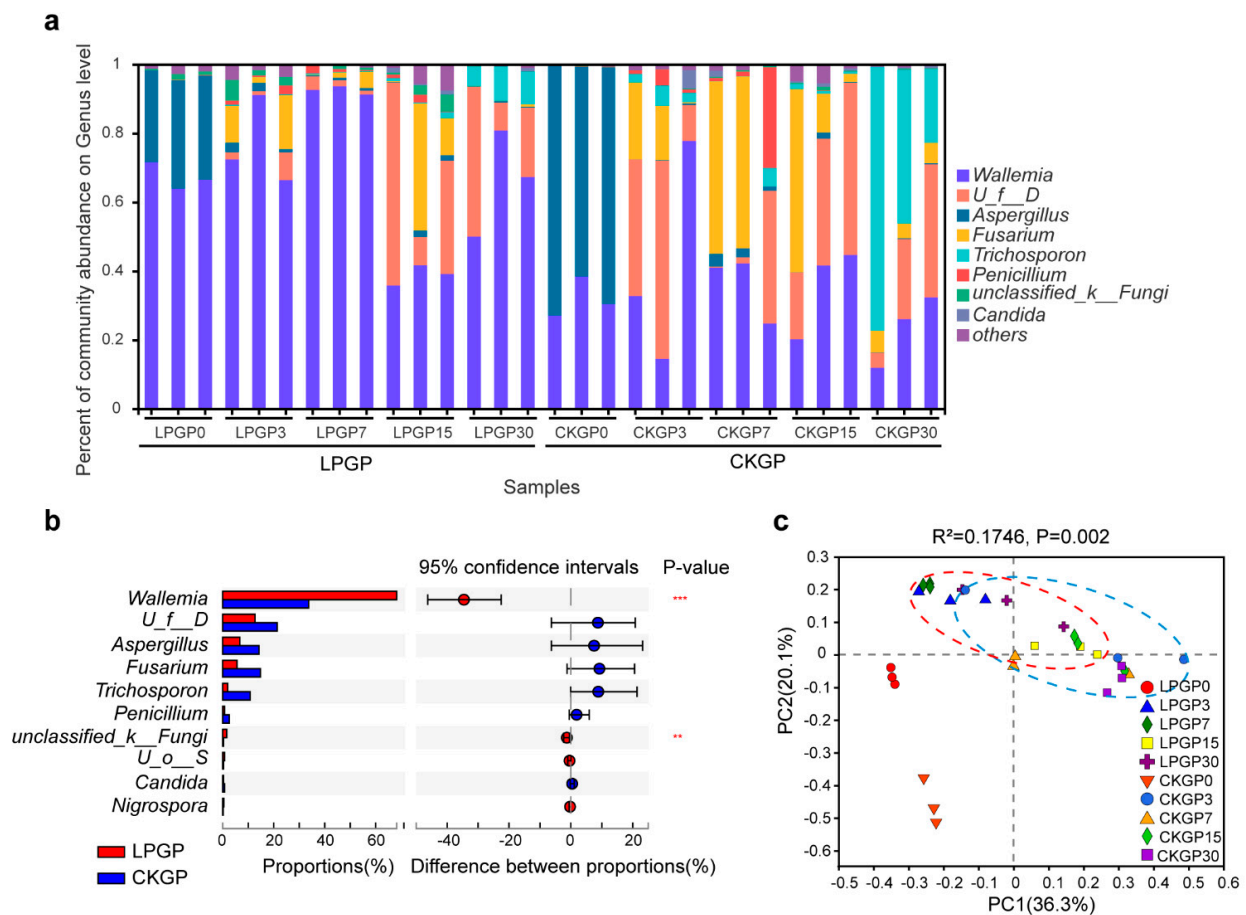 a
Percent of community abundance on Genus level
1
0.8
0.6
0.4
0.2
0
Wallemia
U_f__D
Aspergillus
Fusarium
Trichosporon
Penicillium
unclassified_k__Fungi
Candida
others
LPGP0 LPGP3 LPGP7 LPGP15 LPGP30 CKGP0 CKGP3 CKGP7 CKGP15 CKGP30
LPGP CKGP
Samples
b
95% confidence intervals P-value
Wallemia ***
U_f__D
Aspergillus
Fusarium
Trichosporon
Penicillium
unclassified_k__Fungi **
U_o__S
Candida
Nigrospora
0 20 40 60 -40 -20 0 20
Proportions(%) Difference between proportions(%)
LPGP
CKGP
c
R²=0.1746, P=0.002
PC2(20.1%)
0.3
0.2
0.1
0
-0.1
-0.2
-0.3
-0.4
-0.5
-0.6
LPGP0
LPGP3
LPGP7
LPGP15
LPGP30
CKGP0
CKGP3
CKGP7
CKGP15
CKGP30
-0.5 -0.4 -0.3 -0.2 -0.1 0 0.1 0.2 0.3 0.4 0.5 0.6
PC1(36.3%)